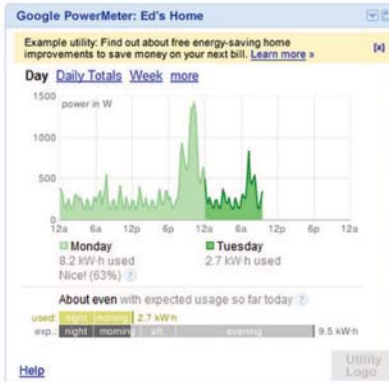 Google PowerMeter: Ed's Home
Example utility: Find out about free energy-saving home
improvements to save money on your next bill. Learn more »
[x]
Day Daily Totals Week more
1500
power in W
1000
500
0
12a 6a 12p 6p 12a 6a 12p 6p 12a
Monday
8.2 kW·h used
Nice! (63%) ?
Tuesday
2.7 kW·h used
About even with expected usage so far today ?
used: night morning 2.7 kW·h
exp.: night morning aft. evening 9.5 kW·h
Help
Utility
Logo